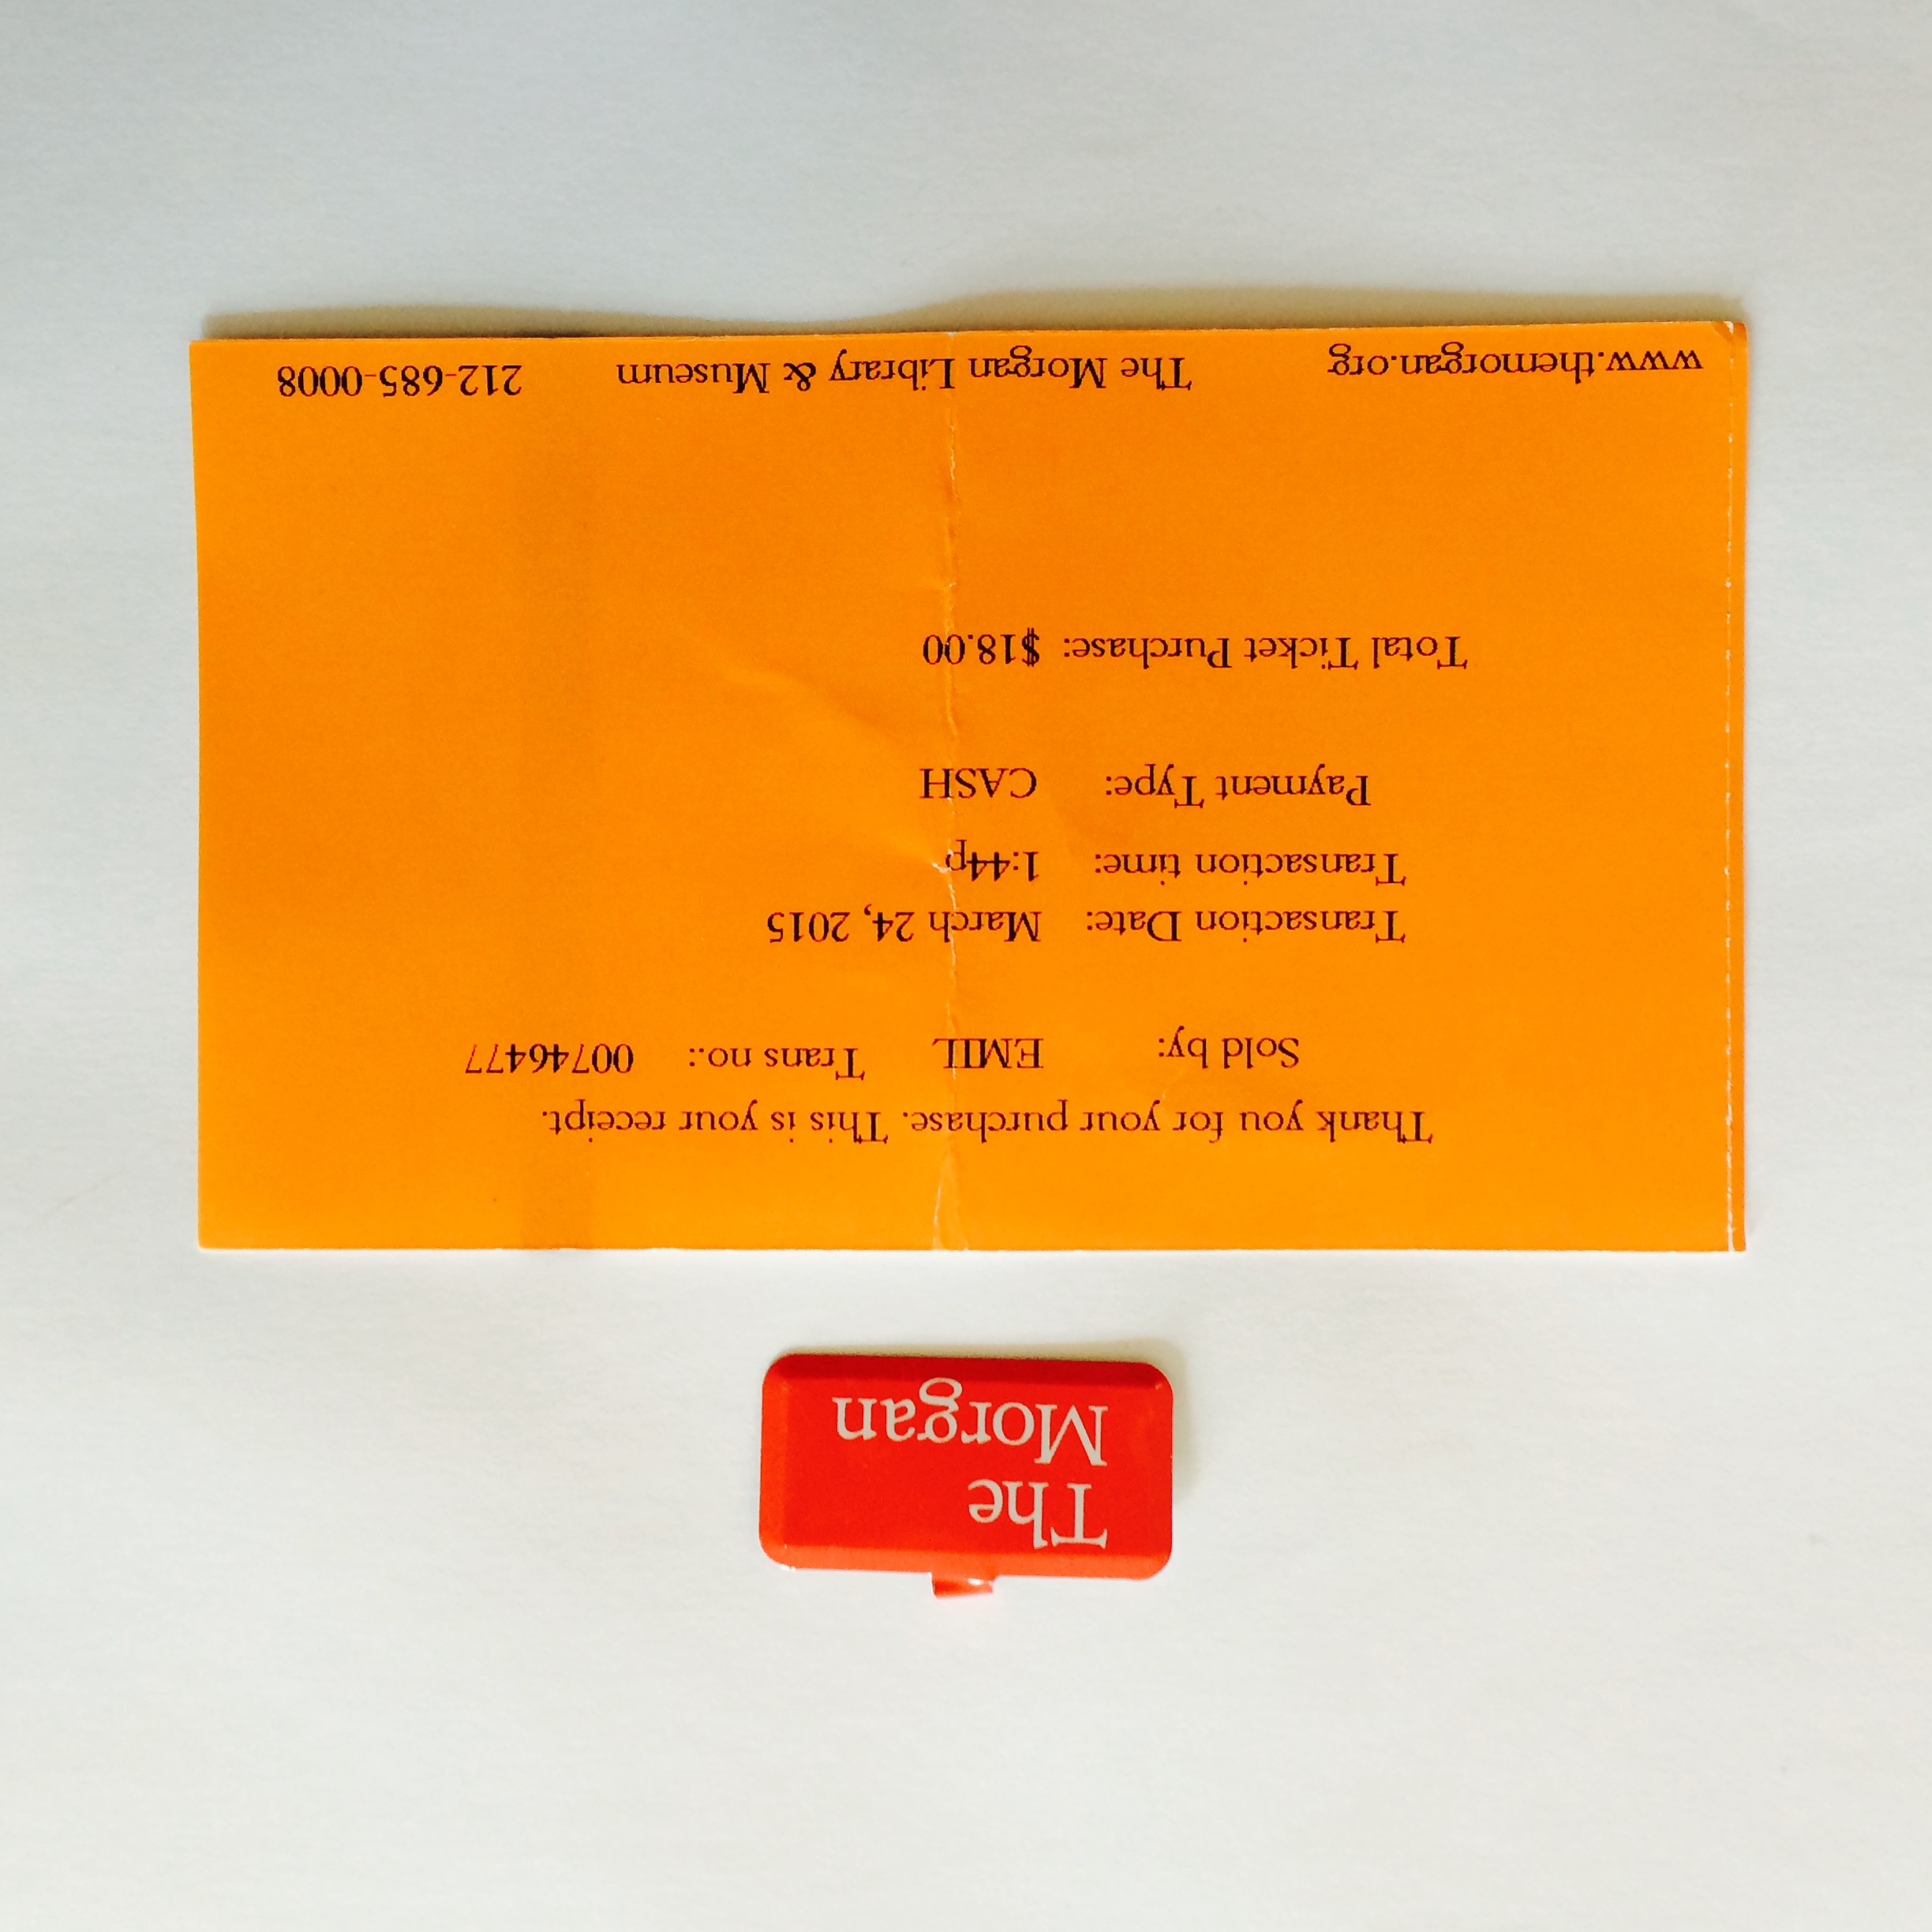 The
Morgan
Thank you for your purchase. This is your receipt.
Sold by: EMIL Trans no.: 00746477
Transaction Date: March 24, 2015
Transaction time: 1:44p
Payment Type: CASH
Total Ticket Purchase: $18.00
www.themorgan.org The Morgan Library & Museum 212-685-0008